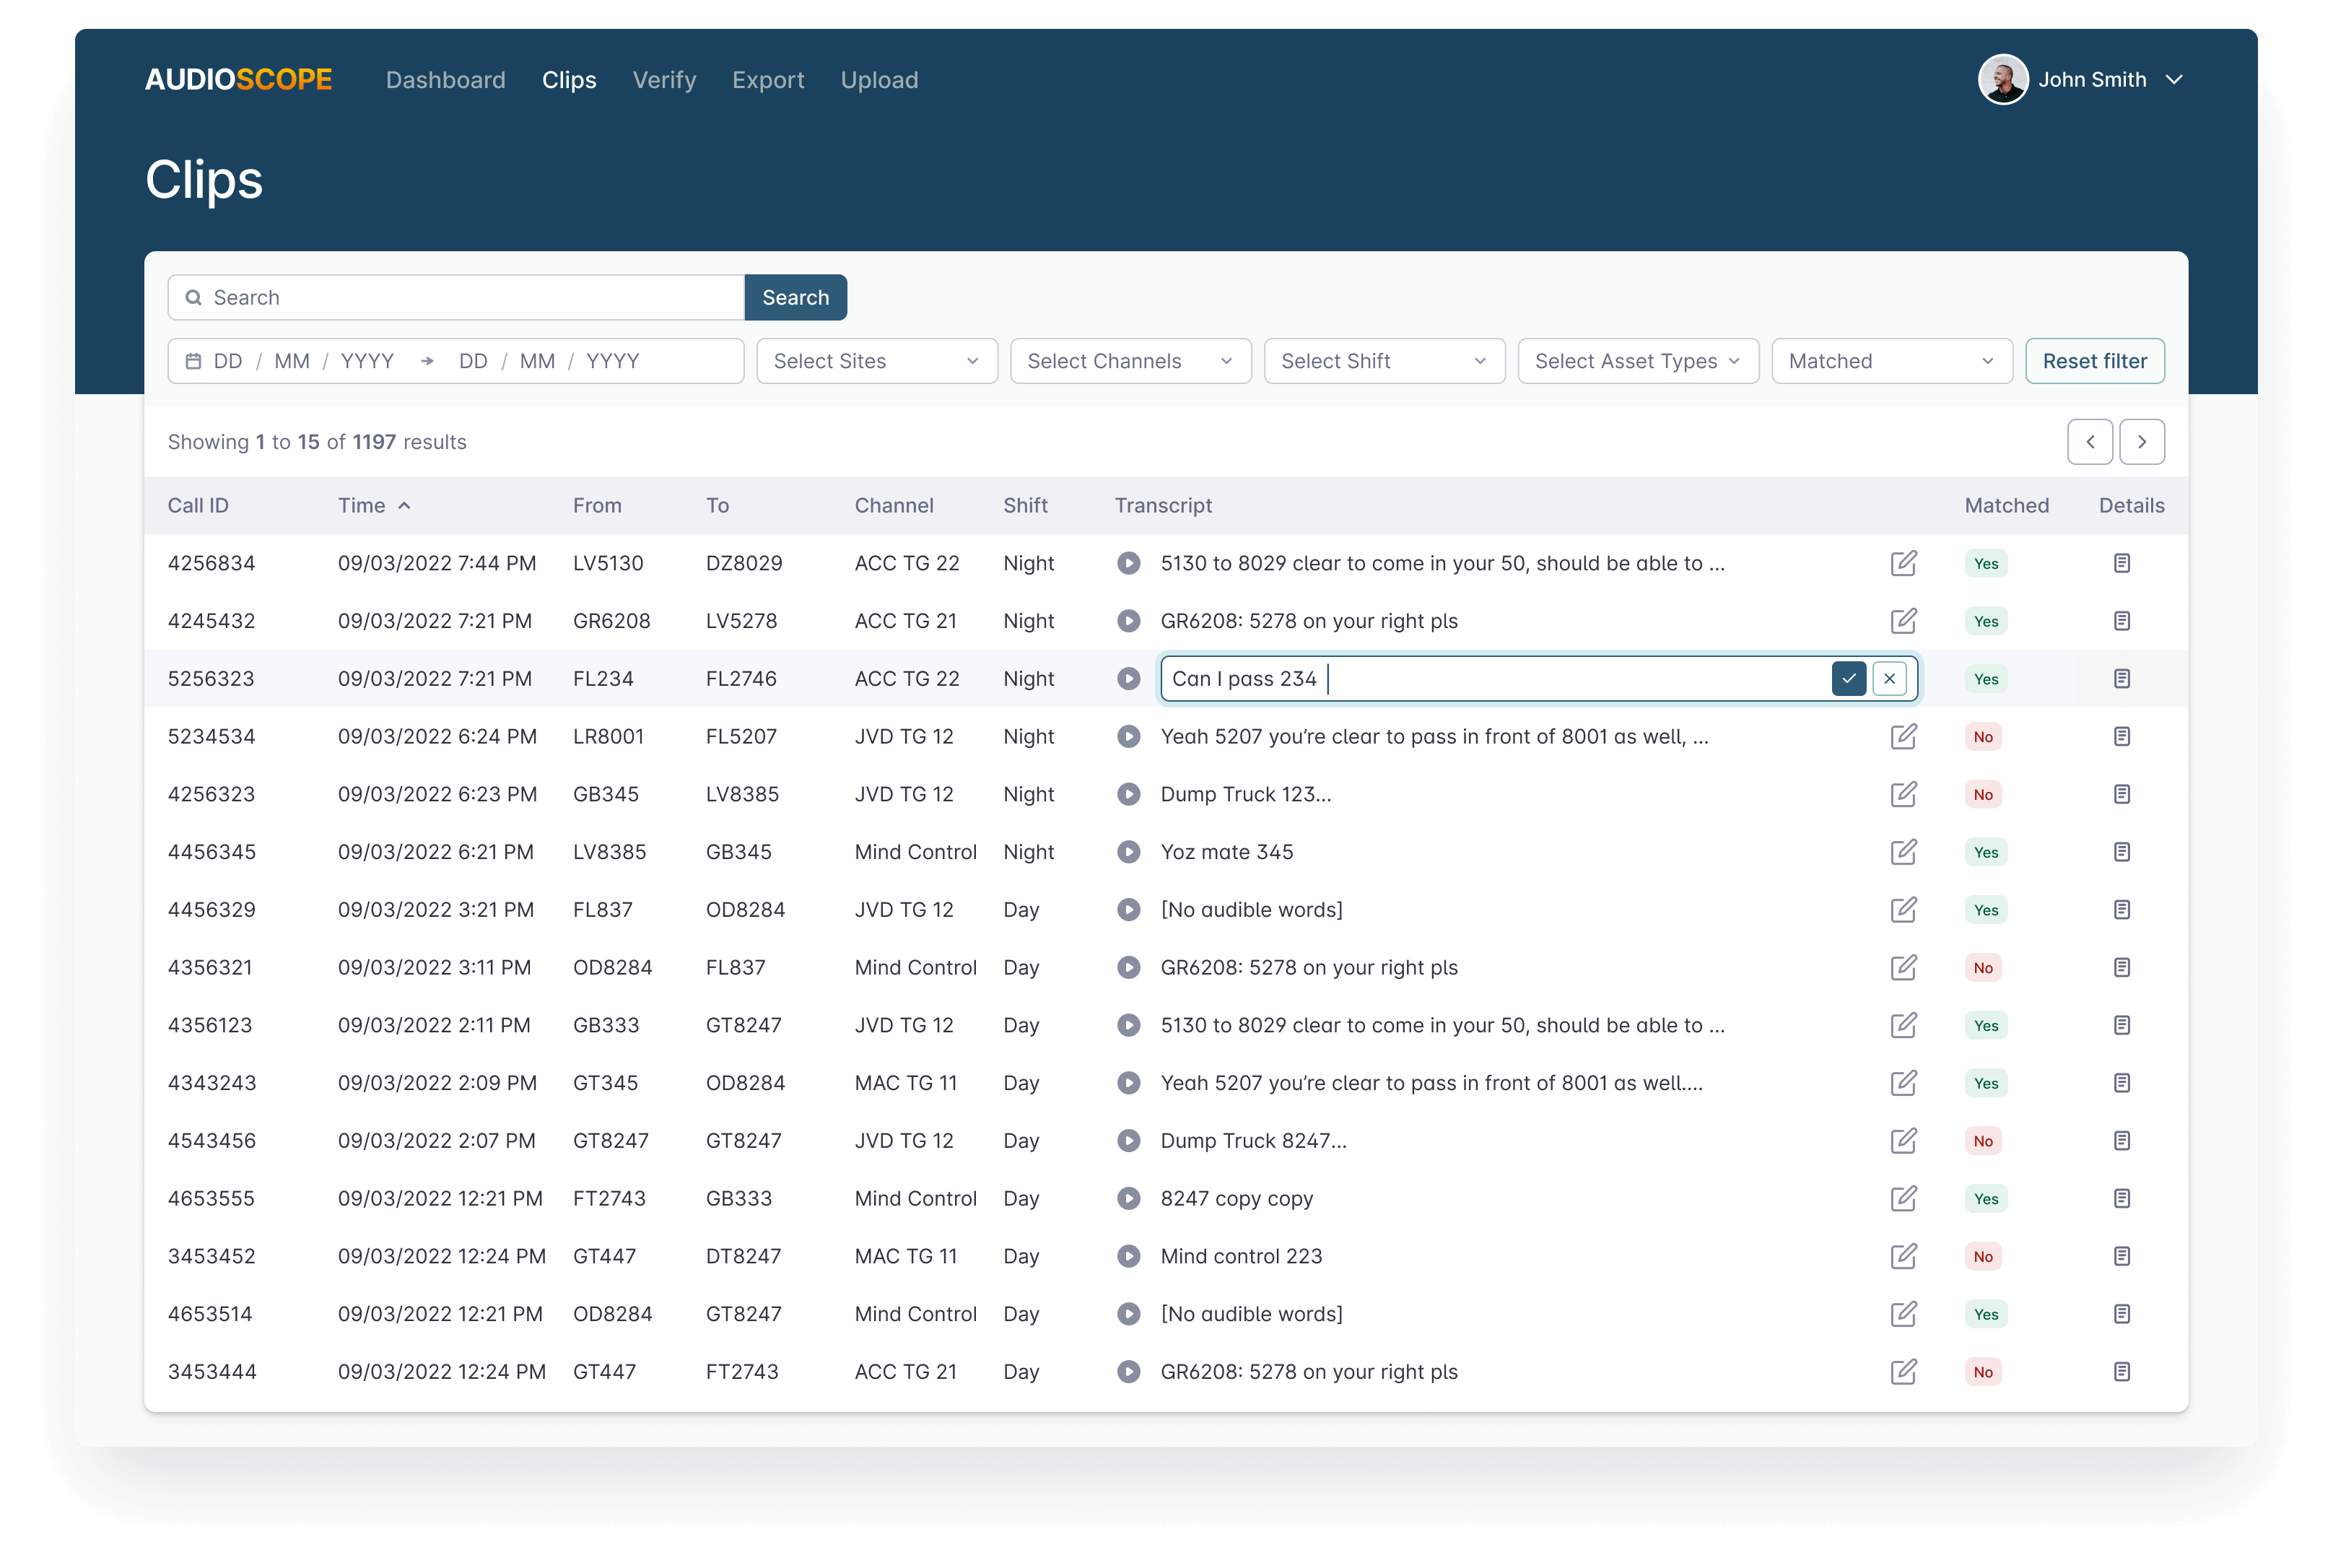 AUDIOSCOPE Dashboard Clips Verify Export Upload John Smith
Clips
Search Search
DD / MM / YYYY → DD / MM / YYYY Select Sites Select Channels Select Shift Select Asset Types Matched Reset filter
Showing 1 to 15 of 1197 results
Call ID Time From To Channel Shift Transcript Matched Details
4256834 09/03/2022 7:44 PM LV5130 DZ8029 ACC TG 22 Night 5130 to 8029 clear to come in your 50, should be able to ... Yes
4245432 09/03/2022 7:21 PM GR6208 LV5278 ACC TG 21 Night GR6208: 5278 on your right pls Yes
5256323 09/03/2022 7:21 PM FL234 FL2746 ACC TG 22 Night Can I pass 234 Yes
5234534 09/03/2022 6:24 PM LR8001 FL5207 JVD TG 12 Night Yeah 5207 you’re clear to pass in front of 8001 as well, ... No
4256323 09/03/2022 6:23 PM GB345 LV8385 JVD TG 12 Night Dump Truck 123... No
4456345 09/03/2022 6:21 PM LV8385 GB345 Mind Control Night Yoz mate 345 Yes
4456329 09/03/2022 3:21 PM FL837 OD8284 JVD TG 12 Day [No audible words] Yes
4356321 09/03/2022 3:11 PM OD8284 FL837 Mind Control Day GR6208: 5278 on your right pls No
4356123 09/03/2022 2:11 PM GB333 GT8247 JVD TG 12 Day 5130 to 8029 clear to come in your 50, should be able to ... Yes
4343243 09/03/2022 2:09 PM GT345 OD8284 MAC TG 11 Day Yeah 5207 you’re clear to pass in front of 8001 as well.... Yes
4543456 09/03/2022 2:07 PM GT8247 GT8247 JVD TG 12 Day Dump Truck 8247... No
4653555 09/03/2022 12:21 PM FT2743 GB333 Mind Control Day 8247 copy copy Yes
3453452 09/03/2022 12:24 PM GT447 DT8247 MAC TG 11 Day Mind control 223 No
4653514 09/03/2022 12:21 PM OD8284 GT8247 Mind Control Day [No audible words] Yes
3453444 09/03/2022 12:24 PM GT447 FT2743 ACC TG 21 Day GR6208: 5278 on your right pls No